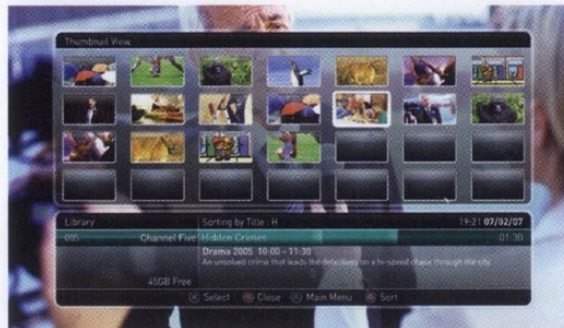 Thumbnail View
Library Sorting by Title : H 19:21 07/02/07
005 Channel Five Hidden Crimes 01:30
Drama 2005 10:00 - 11:30
An unsolved crime that leads the detectives on a hi-speed chase through the city
45GB Free
Select Close Main Menu Sort